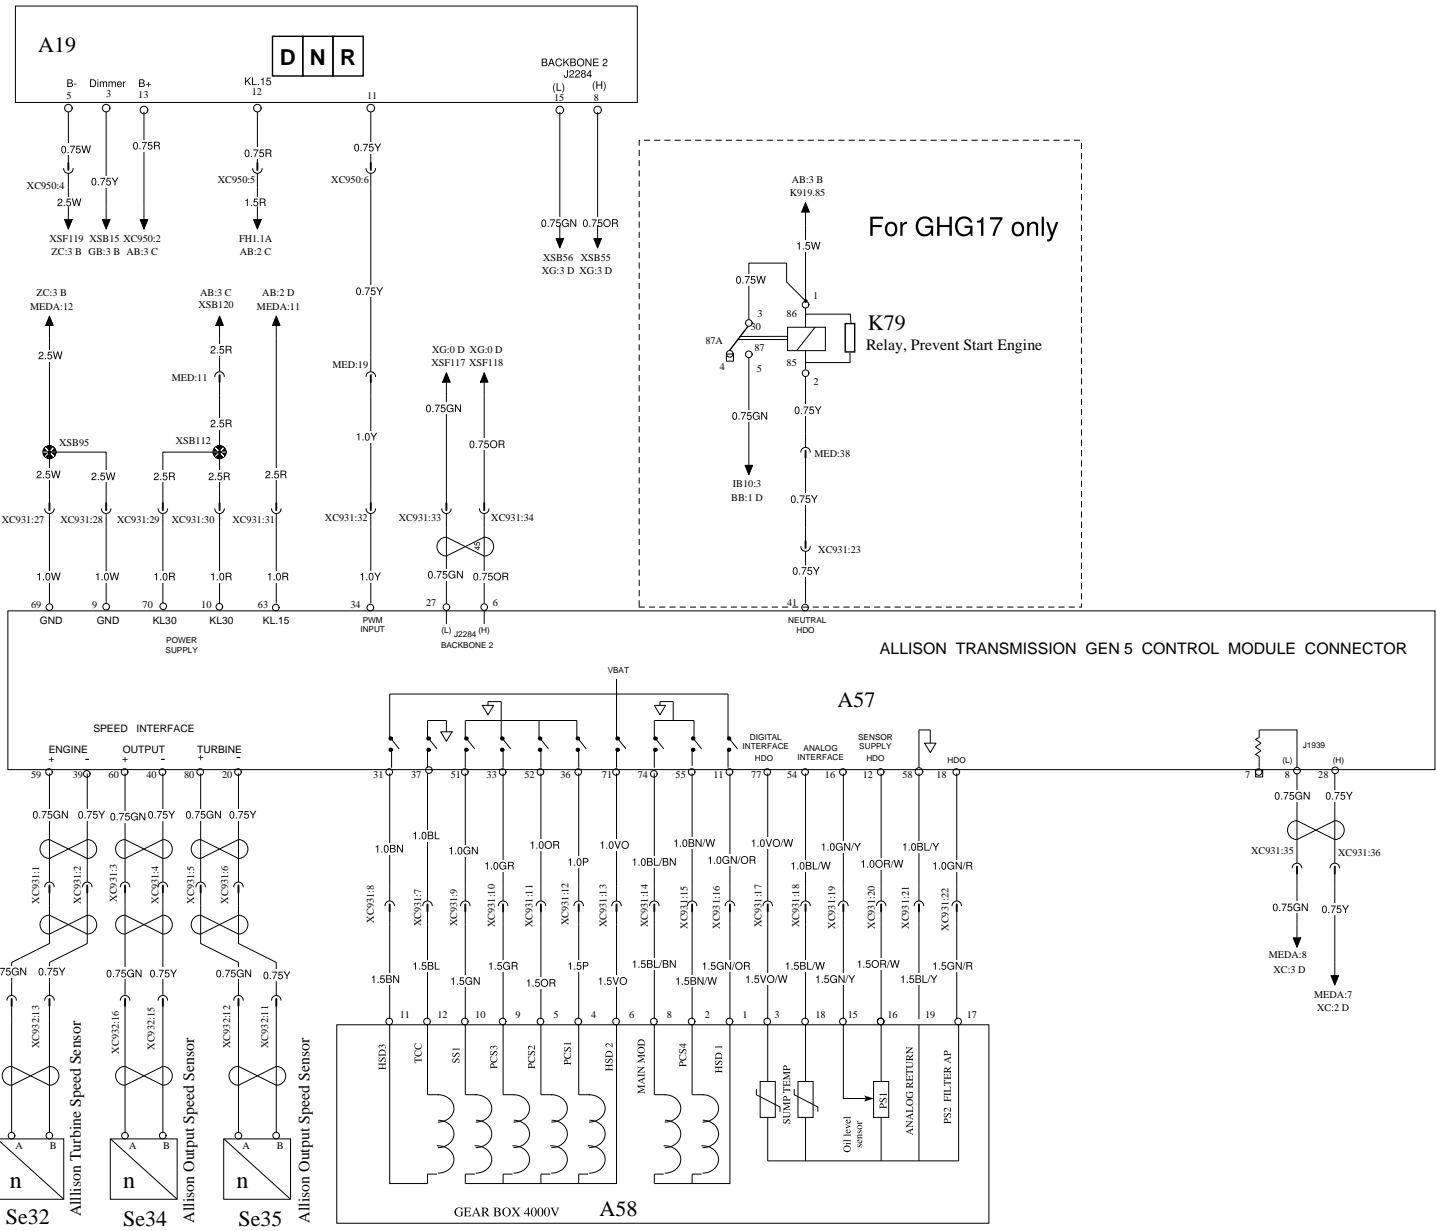 A19
D N R
B- Dimmer B+ KL.15 BACKBONE 2
J2284
(L) (H)
5 3 13 12 11 15 8
0.75W 0.75R 0.75R 0.75Y
XC950:4 0.75Y XC950:5 XC950:6
2.5W 1.5R
0.75GN 0.75OR
XSF119 XSB15 XC950:2 FH1.1A
ZC:3 B GB:3 B AB:3 C AB:2 C
XSB56 XSB55
XG:3 D XG:3 D
AB:3 B
K919.85
For GHG17 only
1.5W
0.75W
1
3 86
30
K79
87A 87 85
Relay, Prevent Start Engine
4 5 2
0.75GN 0.75Y
MED:38
IB10:3
BB:1 D
0.75Y
XC931:23
0.75Y
41
ZC:3 B AB:3 C AB:2 D
MEDA:12 XSB120 MEDA:11
0.75Y
2.5W 2.5R
MED:11 MED:19
XG:0 D XG:0 D
XSF117 XSF118
0.75GN
2.5R
XSB95 XSB112 1.0Y 0.75OR
2.5W 2.5W 2.5R 2.5R 2.5R
XC931:27 XC931:28 XC931:29 XC931:30 XC931:31 XC931:32 XC931:33 XC931:34
45
1.0W 1.0W 1.0R 1.0R 1.0R 1.0Y 0.75GN 0.75OR
69 9 70 10 63 34 27 6
GND GND KL30 KL30 KL.15 PWM
INPUT
POWER
SUPPLY
(L) J2284 (H)
BACKBONE 2
NEUTRAL
HDO
ALLISON TRANSMISSION GEN 5 CONTROL MODULE CONNECTOR
VBAT
A57
SPEED INTERFACE
ENGINE OUTPUT TURBINE
+ - + - + -
DIGITAL
INTERFACE
HDO
ANALOG
INTERFACE
SENSOR
SUPPLY
HDO
HDO
J1939
(L) (H)
59 39 60 40 80 20 31 37 51 33 52 36 71 74 55 11 77 54 16 12 58 18 7 8 28
0.75GN 0.75Y 0.75GN 0.75Y 0.75GN 0.75Y
1.0BN 1.0BL 1.0GN 1.0GR 1.0OR 1.0P 1.0VO 1.0BL/BN 1.0BN/W 1.0GN/OR 1.0VO/W 1.0BL/W 1.0GN/Y 1.0OR/W 1.0BL/Y 1.0GN/R
0.75GN 0.75Y
XC931:35 XC931:36
XC931:1 XC931:2 XC931:3 XC931:4 XC931:5 XC931:6
XC931:8 XC931:7 XC931:9 XC931:10 XC931:11 XC931:12 XC931:13 XC931:14 XC931:15 XC931:16 XC931:17 XC931:18 XC931:19 XC931:20 XC931:21 XC931:22
0.75GN 0.75Y
MEDA:8
XC:3 D
MEDA:7
XC:2 D
75GN 0.75Y 0.75GN 0.75Y 0.75GN 0.75Y
1.5BN 1.5BL 1.5GN 1.5GR 1.5OR 1.5P 1.5VO 1.5BL/BN 1.5BN/W 1.5GN/OR 1.5VO/W 1.5BL/W 1.5GN/Y 1.5OR/W 1.5BL/Y 1.5GN/R
XC932:13 XC932:16 XC932:15 XC932:12 XC932:11
11 12 10 9 5 4 6 8 2 1 3 18 15 16 19 17
HSD3 TCC SS1 PCS3 PCS2 PCS1 HSD 2 MAIN MOD PCS4 HSD 1
SUMP TEMP
Oil level
sensor
PS1
ANALOG RETURN
PS2 FILTER AP
A B A B A B
n n n
Alllison Turbine Speed Sensor
Allison Output Speed Sensor
Allison Output Speed Sensor
Se32 Se34 Se35
GEAR BOX 4000V A58